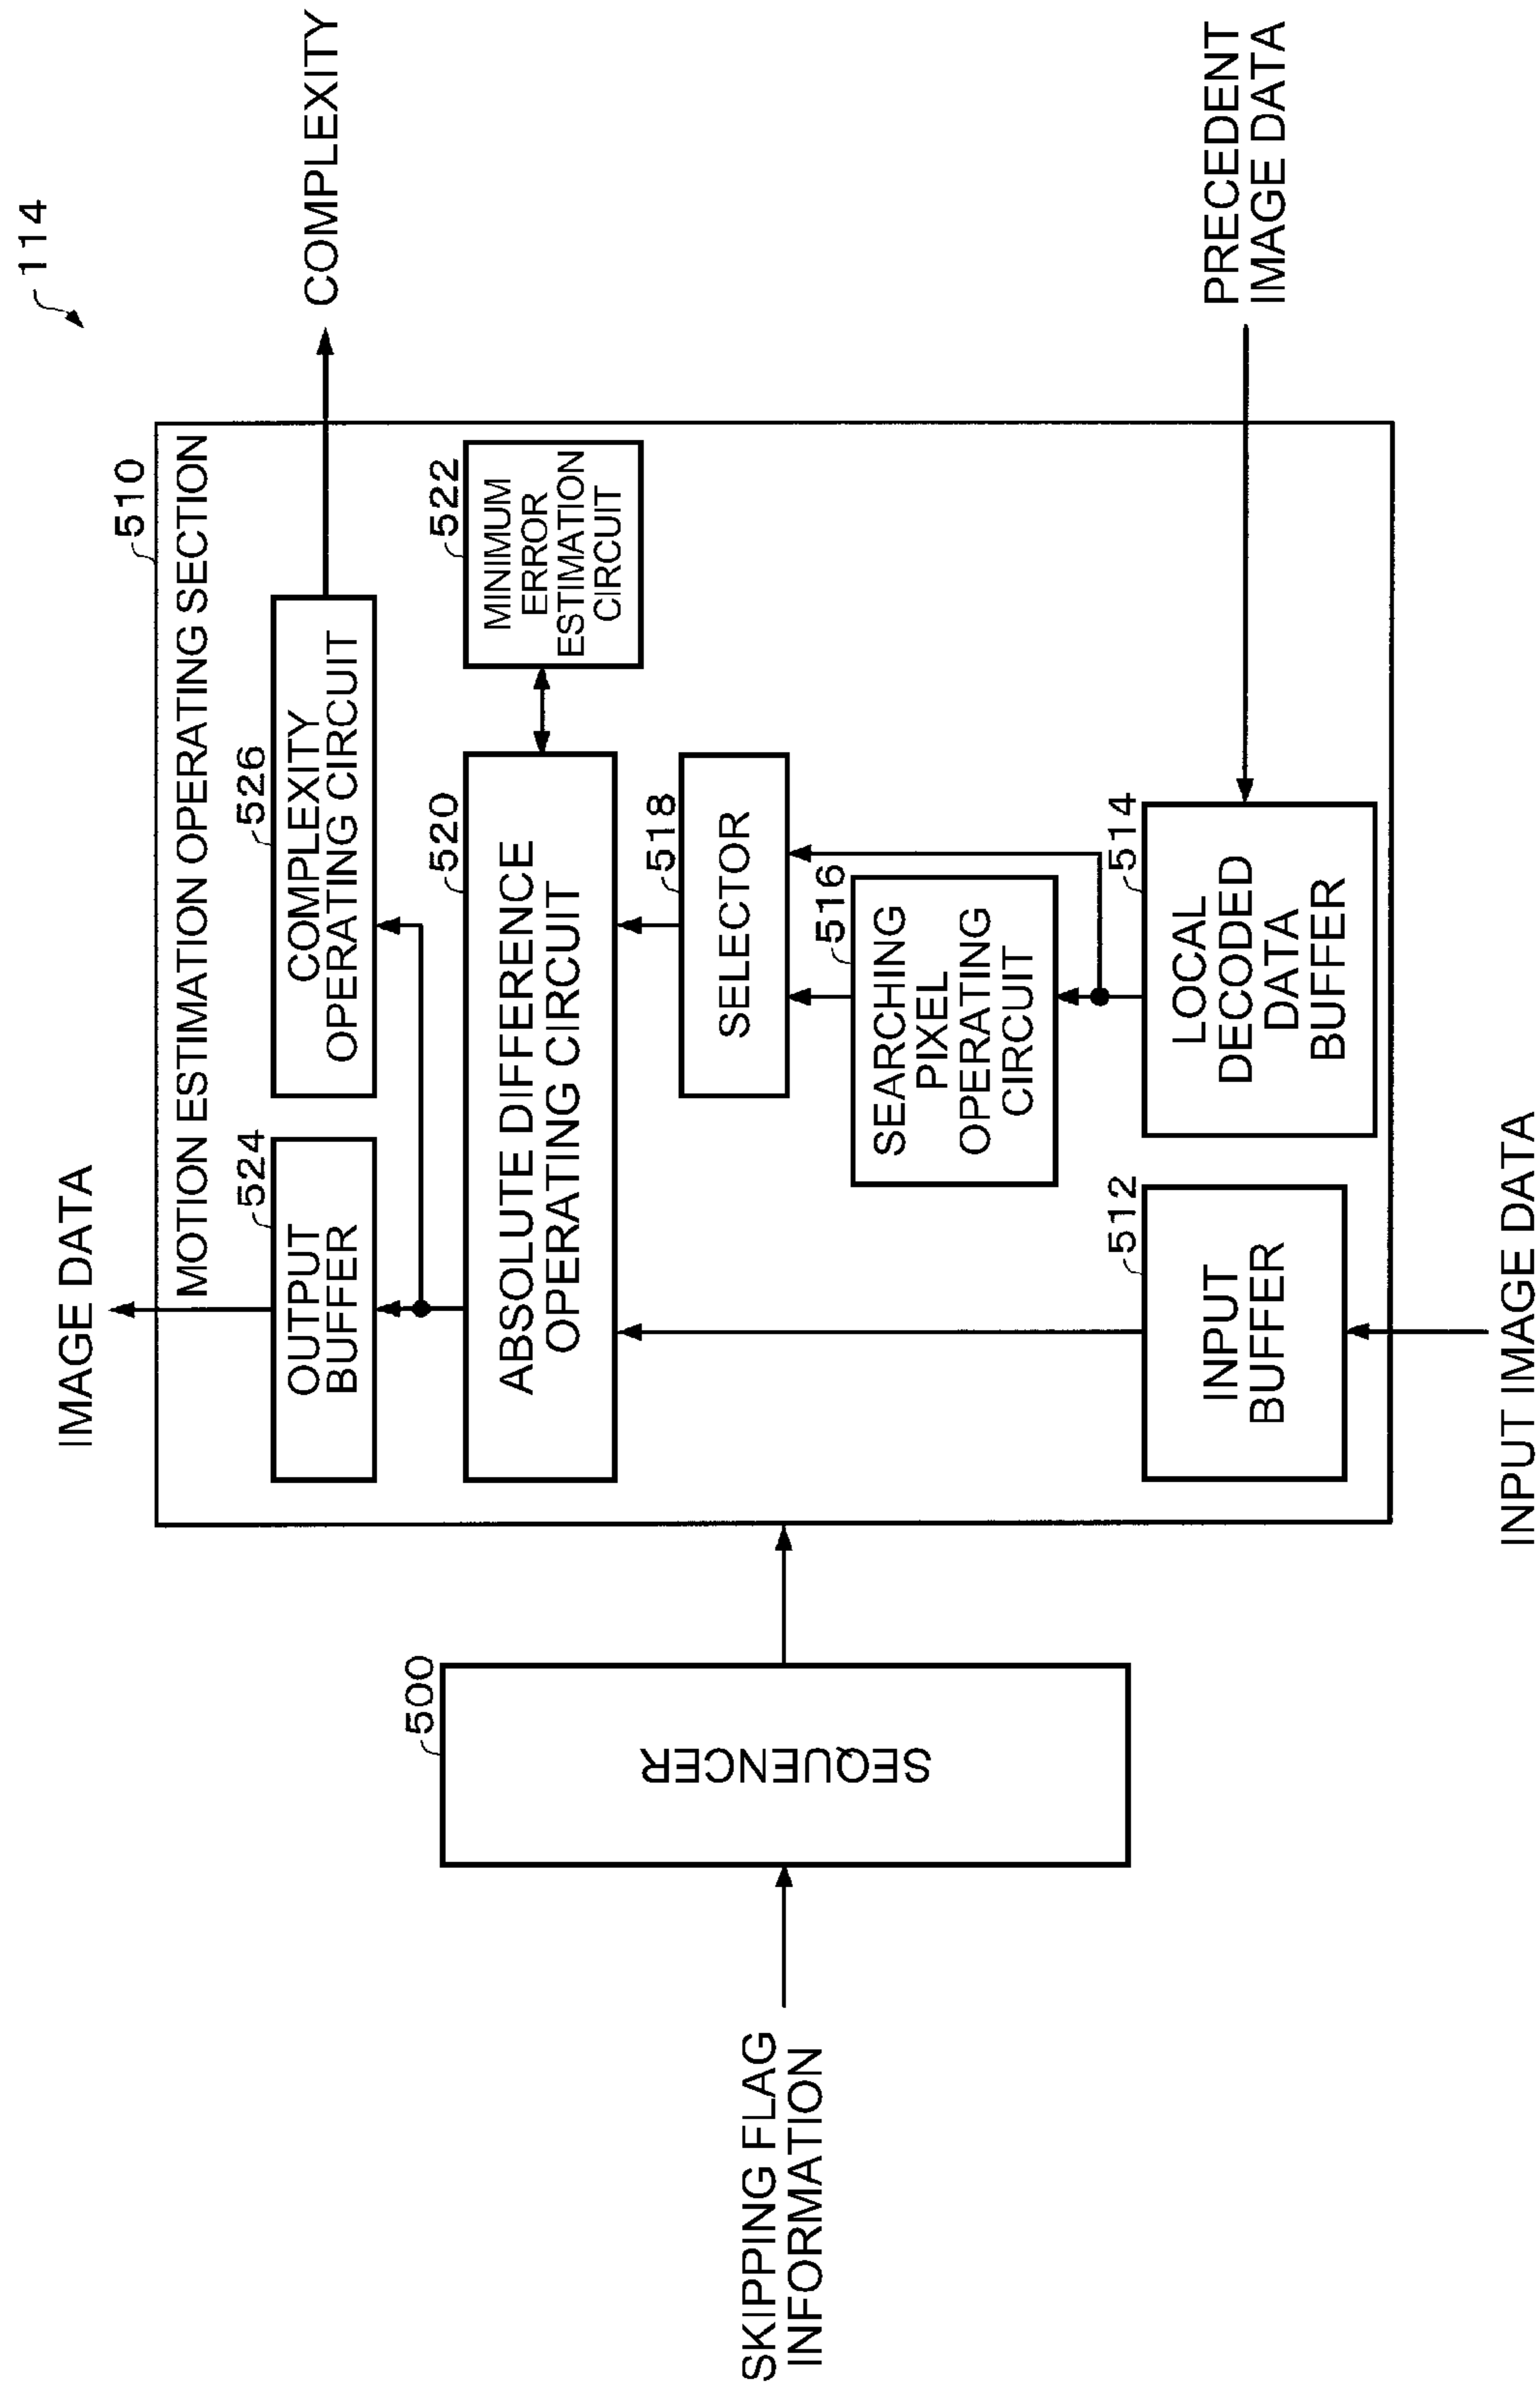 114
IMAGE DATA
COMPLEXITY
510
MOTION ESTIMATION OPERATING SECTION
524
OUTPUT
BUFFER
526
COMPLEXITY
OPERATING CIRCUIT
520
ABSOLUTE DIFFERENCE
OPERATING CIRCUIT
522
MINIMUM
ERROR
ESTIMATION
CIRCUIT
518
SELECTOR
516
SEARCHING
PIXEL
OPERATING
CIRCUIT
512
INPUT
BUFFER
514
LOCAL
DECODED
DATA
BUFFER
500
SEQUENCER
SKIPPING FLAG
INFORMATION
INPUT IMAGE DATA
PRECEDENT
IMAGE DATA